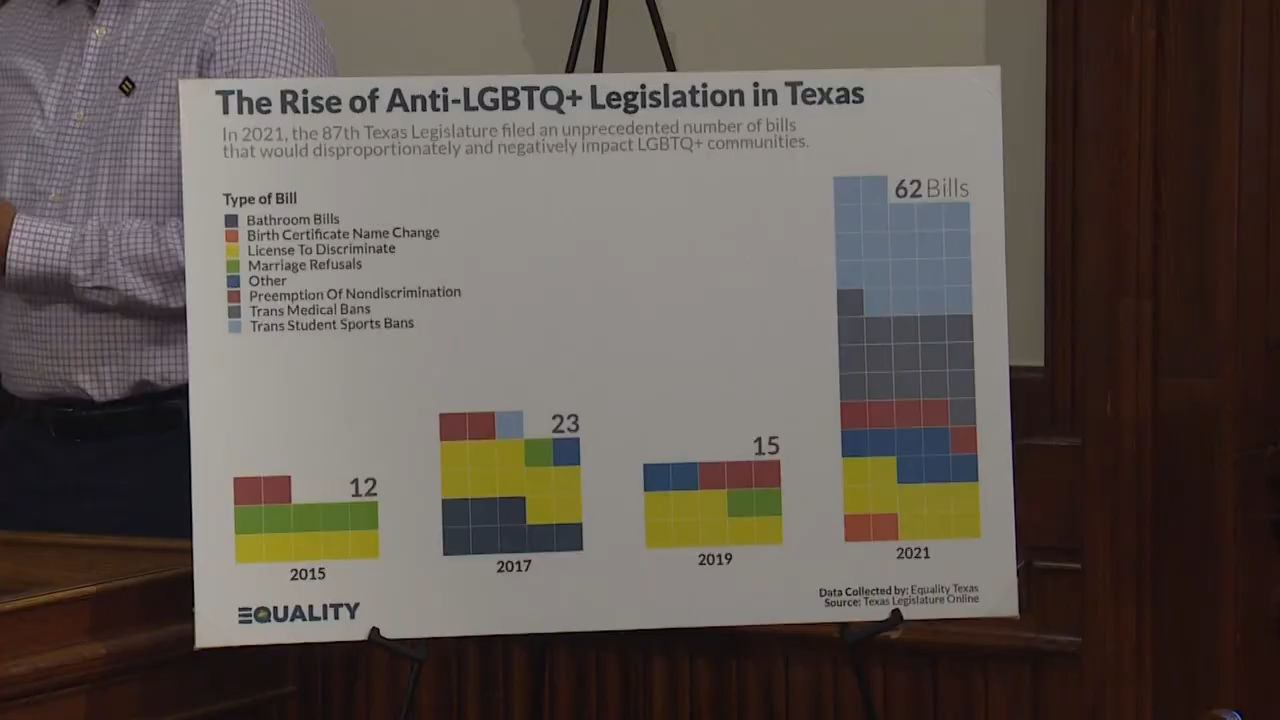 The Rise of Anti-LGBTQ+ Legislation in Texas
In 2021, the 87th Texas Legislature filed an unprecedented number of bills
that would disproportionately and negatively impact LGBTQ+ communities.
Type of Bill
Bathroom Bills
Birth Certificate Name Change
License To Discriminate
Marriage Refusals
Other
Preemption Of Nondiscrimination
Trans Medical Bans
Trans Student Sports Bans
12
2015
23
2017
15
2019
62 Bills
2021
EQUALITY
Data Collected by: Equality Texas
Source: Texas Legislature Online